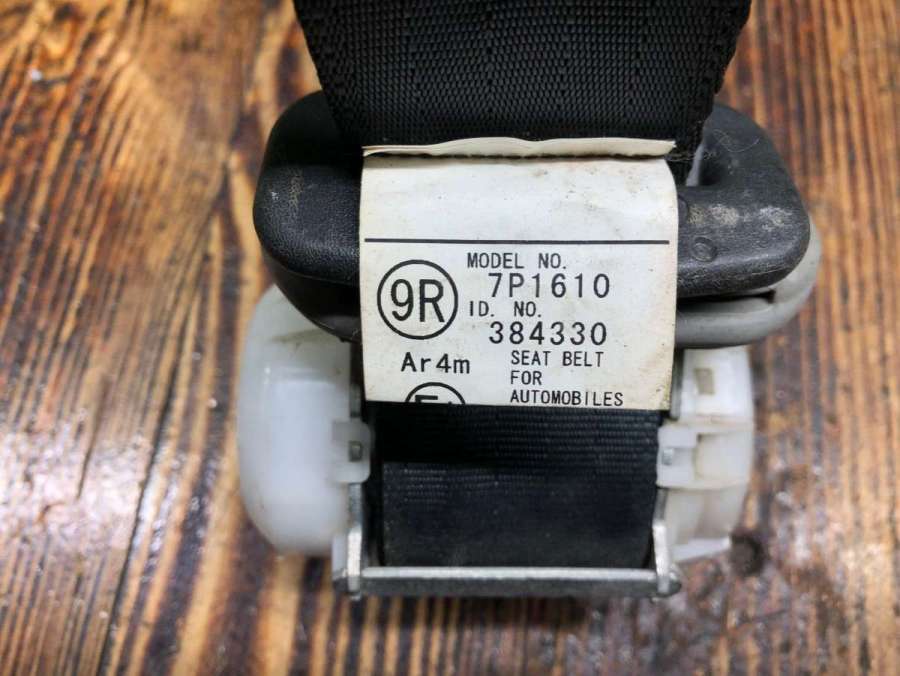 MODEL NO.
9R 7P1610
ID. NO.
384330
Ar4m SEAT BELT
FOR
AUTOMOBILES